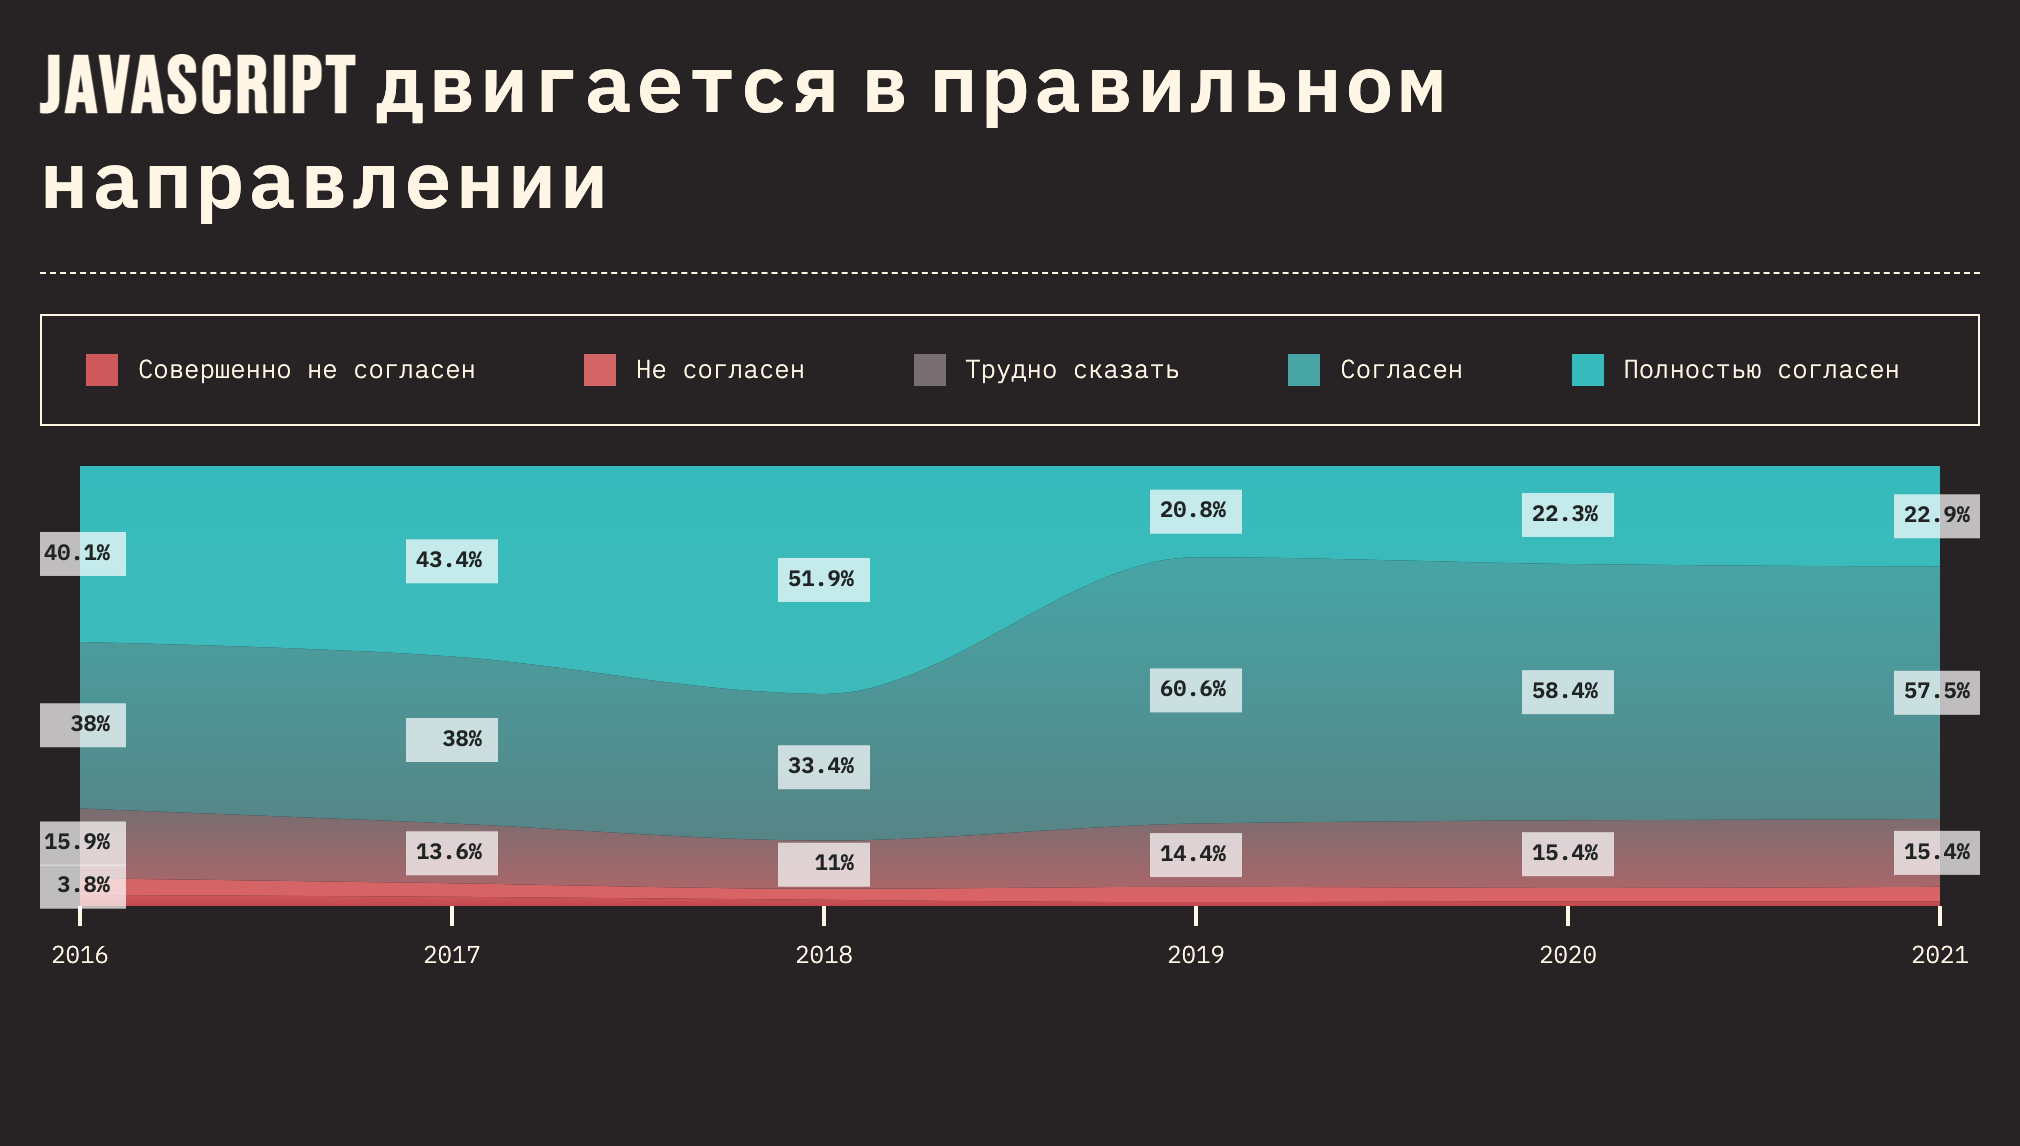 JAVASCRIPT двигается в правильном
направлении
Совершенно не согласен Не согласен Трудно сказать Согласен Полностью согласен
40.1% 43.4% 51.9% 20.8% 22.3% 22.9%
38% 38% 33.4% 60.6% 58.4% 57.5%
15.9% 13.6% 11% 14.4% 15.4% 15.4%
3.8%
2016 2017 2018 2019 2020 2021